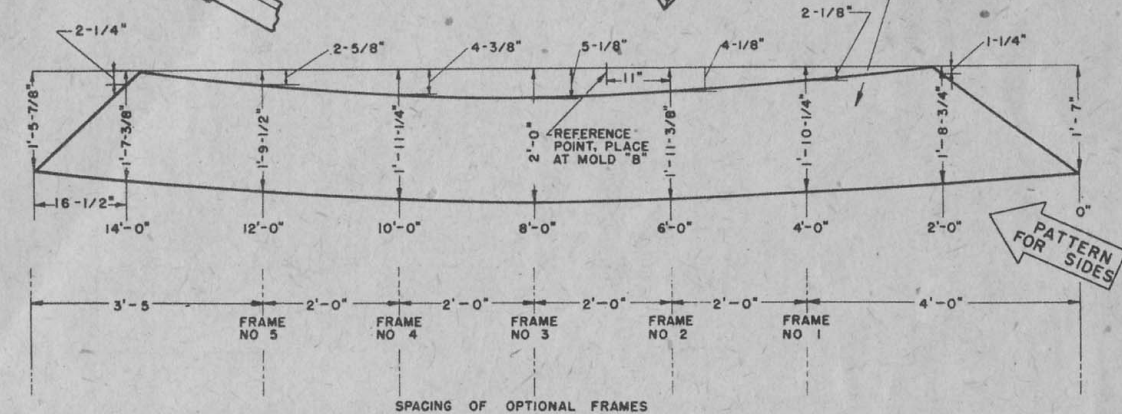 2-1/4"
2-5/8"
4-3/8"
5-1/8"
4-1/8"
2-1/8"
1-1/4"
11"
1'-5-7/8"
1'-7-3/8"
1'-9-1/2"
1'-11-1/4"
2'-0"
REFERENCE
POINT, PLACE
AT MOLD "8"
1'-11-3/8"
1'-10-1/4"
1'-8-3/4"
1'-7"
16-1/2"
14'-0"
12'-0"
10'-0"
8'-0"
6'-0"
4'-0"
2'-0"
0"
PATTERN
FOR SIDES
3'-5
2'-0"
2'-0"
2'-0"
2'-0"
4'-0"
FRAME
NO 5
FRAME
NO 4
FRAME
NO 3
FRAME
NO 2
FRAME
NO 1
SPACING OF OPTIONAL FRAMES